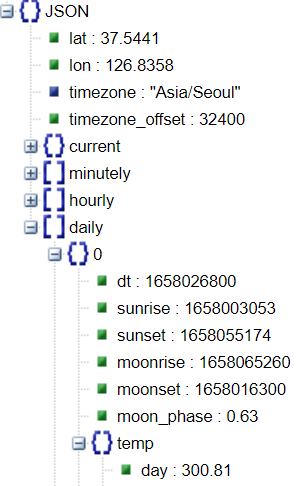 JSON
lat : 37.5441
lon : 126.8358
timezone : "Asia/Seoul"
timezone_offset : 32400
current
minutely
hourly
daily
0
dt : 1658026800
sunrise : 1658003053
sunset : 1658055174
moonrise : 1658065260
moonset : 1658016300
moon_phase : 0.63
temp
day : 300.81